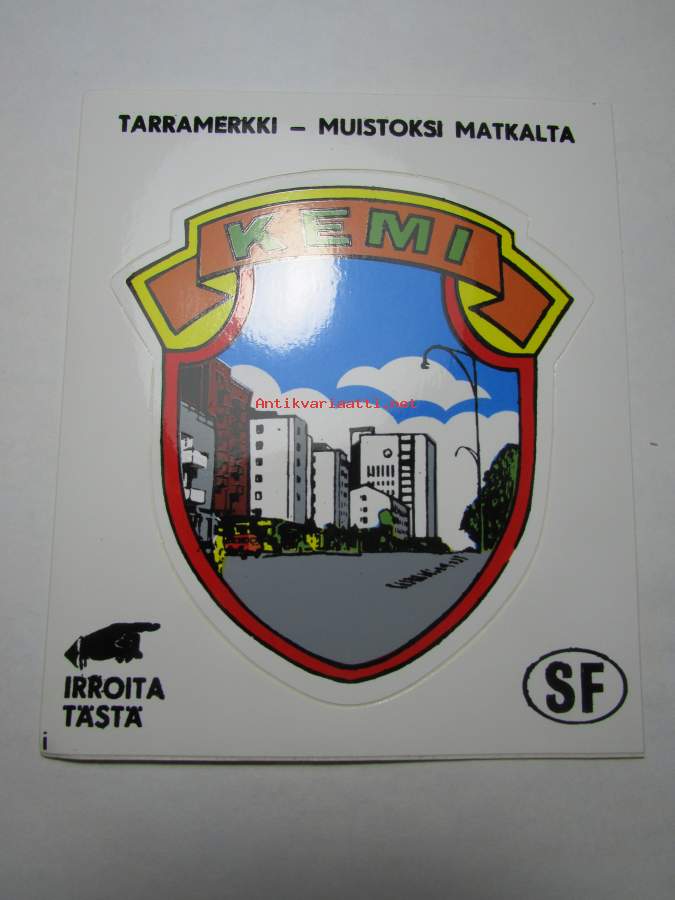 TARRAMERKKI – MUISTOKSI MATKALTA
KEMI
Antikvariaatti.net
IRROITA
TÄSTÄ
SF
i